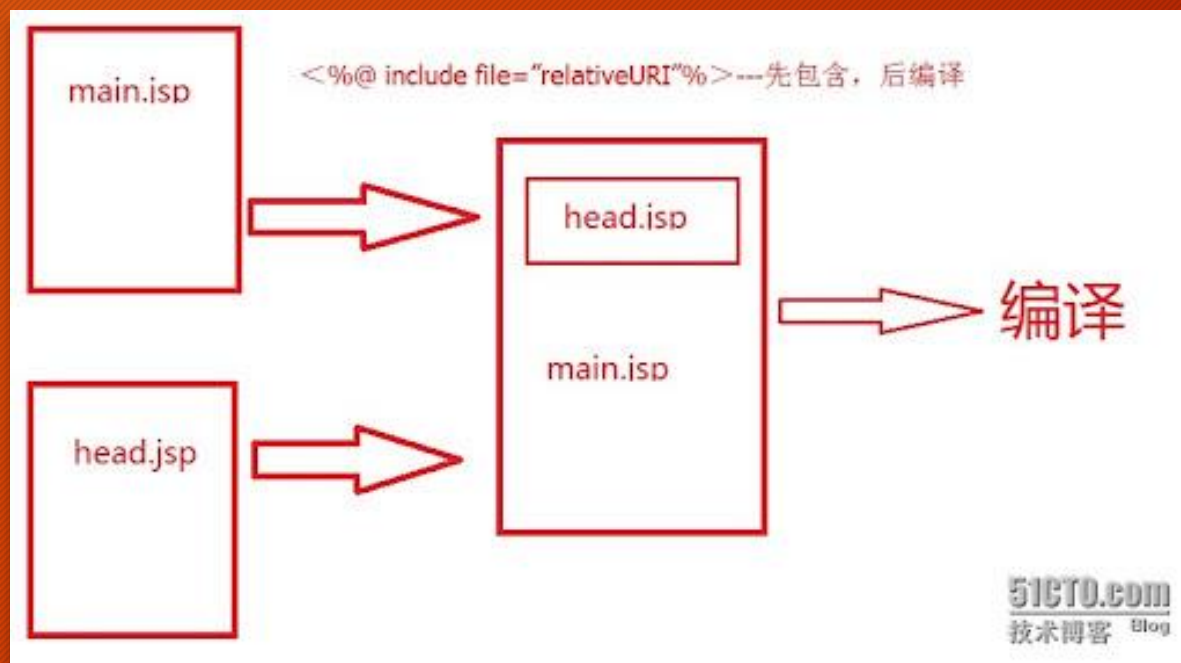 main.jsp
<%@ include file="relativeURI"%>---先包含，后编译
head.jsp
main.jsp
编译
head.jsp
51CTO.com
技术博客 Blog